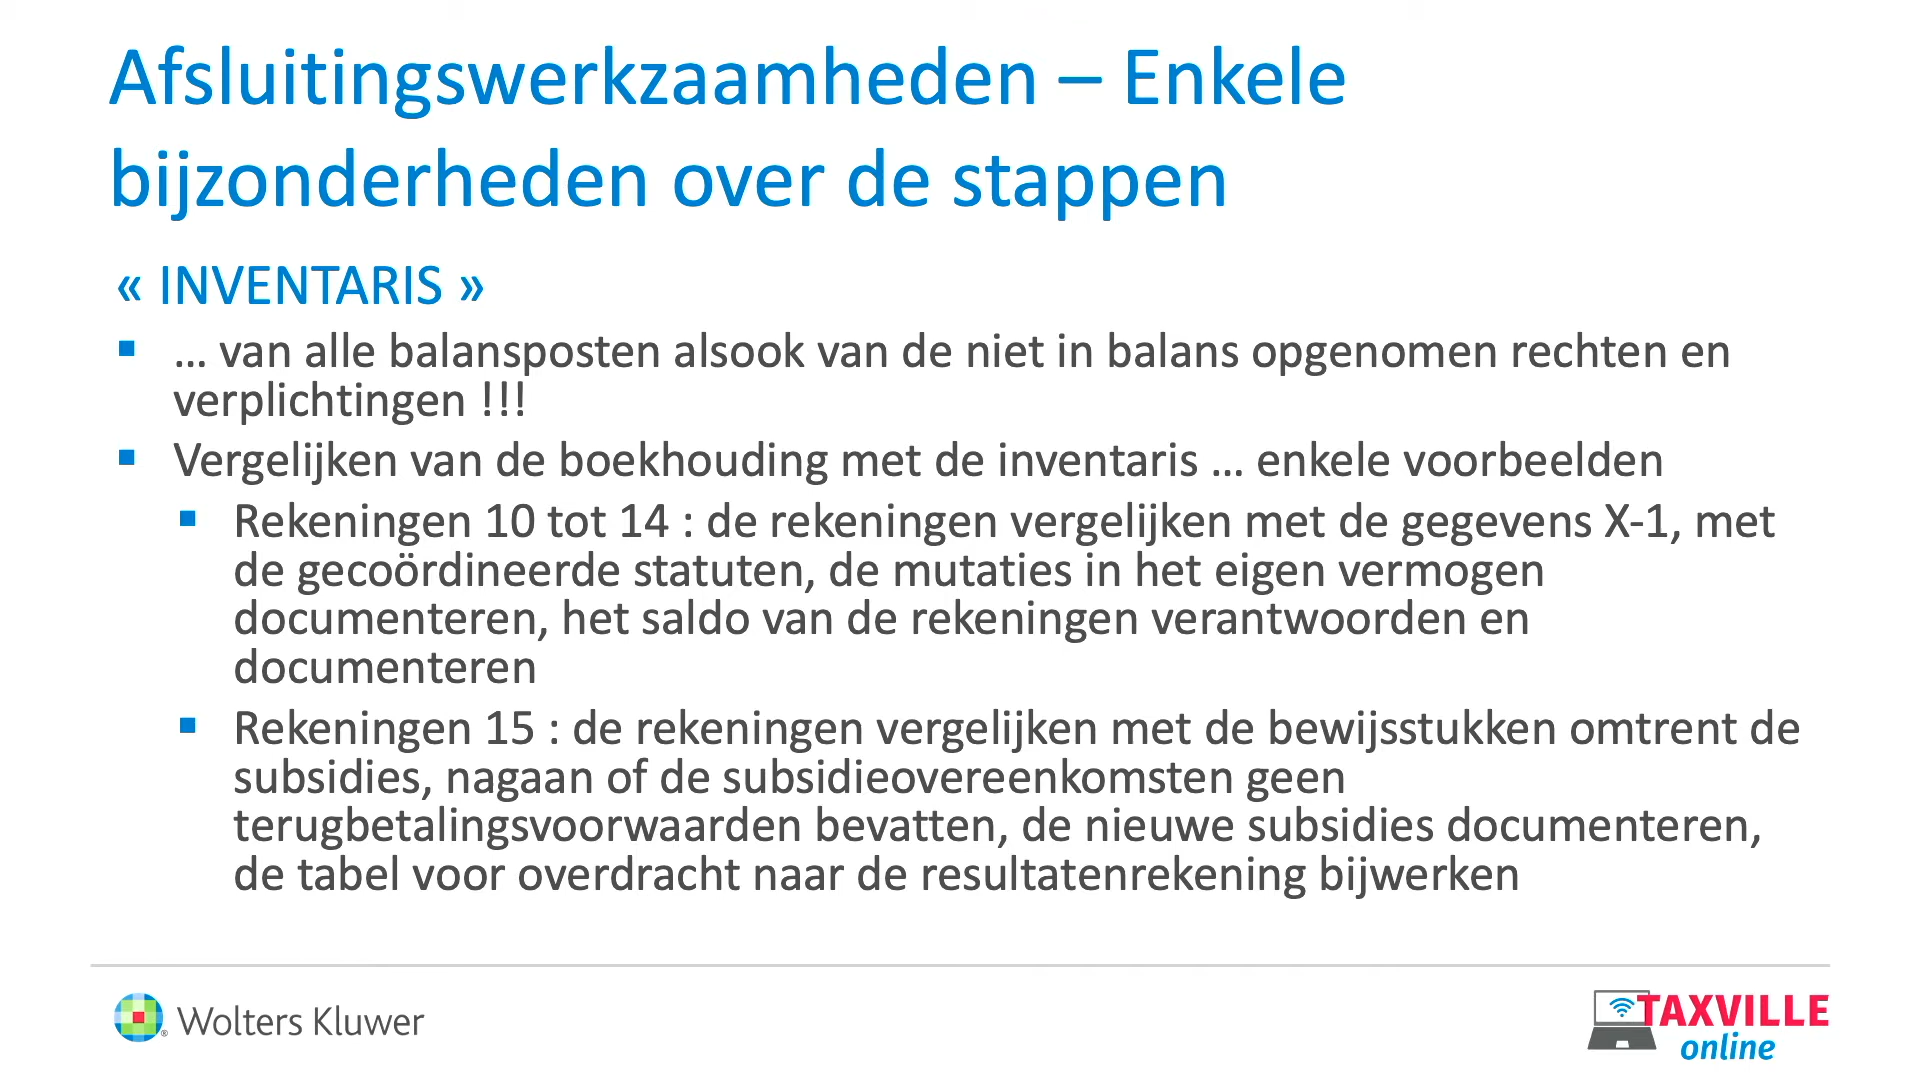 Afsluitingswerkzaamheden – Enkele
bijzonderheden over de stappen
« INVENTARIS »
▪ … van alle balansposten alsook van de niet in balans opgenomen rechten en
verplichtingen !!!
▪ Vergelijken van de boekhouding met de inventaris … enkele voorbeelden
▪ Rekeningen 10 tot 14 : de rekeningen vergelijken met de gegevens X-1, met
de gecoördineerde statuten, de mutaties in het eigen vermogen
documenteren, het saldo van de rekeningen verantwoorden en
documenteren
▪ Rekeningen 15 : de rekeningen vergelijken met de bewijsstukken omtrent de
subsidies, nagaan of de subsidieovereenkomsten geen
terugbetalingsvoorwaarden bevatten, de nieuwe subsidies documenteren,
de tabel voor overdracht naar de resultatenrekening bijwerken
® Wolters Kluwer
TAXVILLE
online